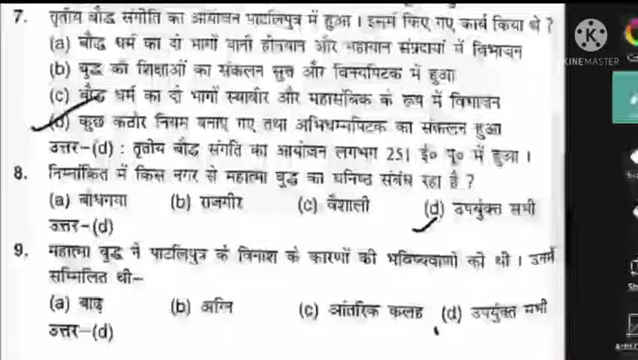 7. तृतीय बौद्ध संगीति का आयोजन पाटलिपुत्र में हुआ। इनमें किए गए कार्य किया थे ?
(a) बौद्ध धर्म का दो भागों यानी हीनयान और महायान संप्रदायों में विभाजन
(b) बुद्ध की शिक्षाओं का संकलन सुत्त और विनयपिटक में हुआ
(c) बौद्ध धर्म का दो भागों स्थावीर और महासंघिक के रूप में विभाजन
(d) कुछ कठोर नियम बनाए गए तथा अभिधम्मपिटक का संकलन हुआ
उत्तर-(d) : तृतीय बौद्ध संगति का आयोजन लगभग 251 ई० पू० में हुआ।
8. निम्नांकित में किस नगर से महात्मा बुद्ध का घनिष्ठ संबंध रहा है ?
(a) बोधगया (b) राजगीर (c) वैशाली (d) उपर्युक्त सभी
उत्तर-(d)
9. महात्मा बुद्ध ने पाटलिपुत्र के विनाश के कारणों की भविष्यवाणी की थी। उनमें
सम्मिलित थी–
(a) बाढ़ (b) अग्नि (c) आंतरिक कलह (d) उपर्युक्त सभी
उत्तर-(d)
KINEMASTER